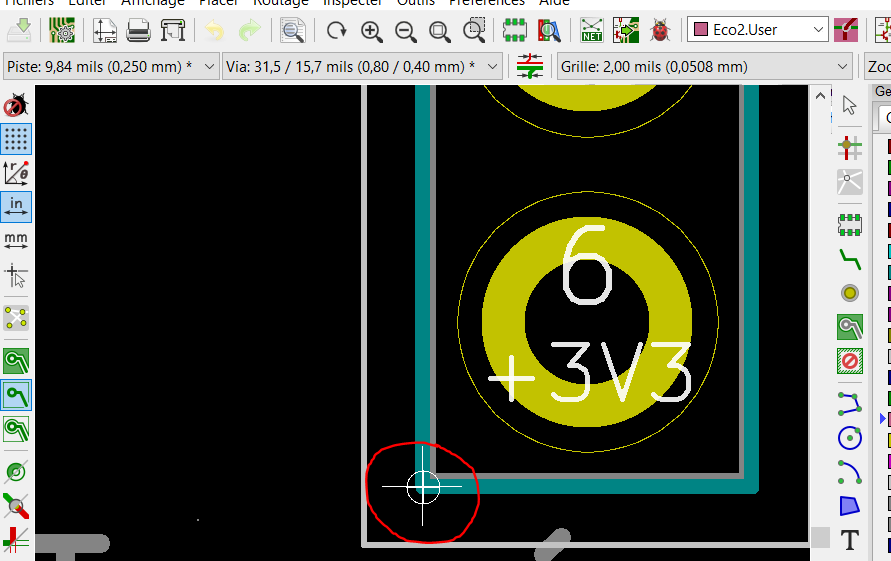 Fichiers Editer Affichage Placer Routage Inspecter Outils Préférences Aide
NET
Eco2.User
Piste: 9,84 mils (0,250 mm) *
Via: 31,5 / 15,7 mils (0,80 / 0,40 mm) *
Grille: 2,00 mils (0,0508 mm)
Zoo
Ge
C
r
θ
in
mm
6
+3V3
T